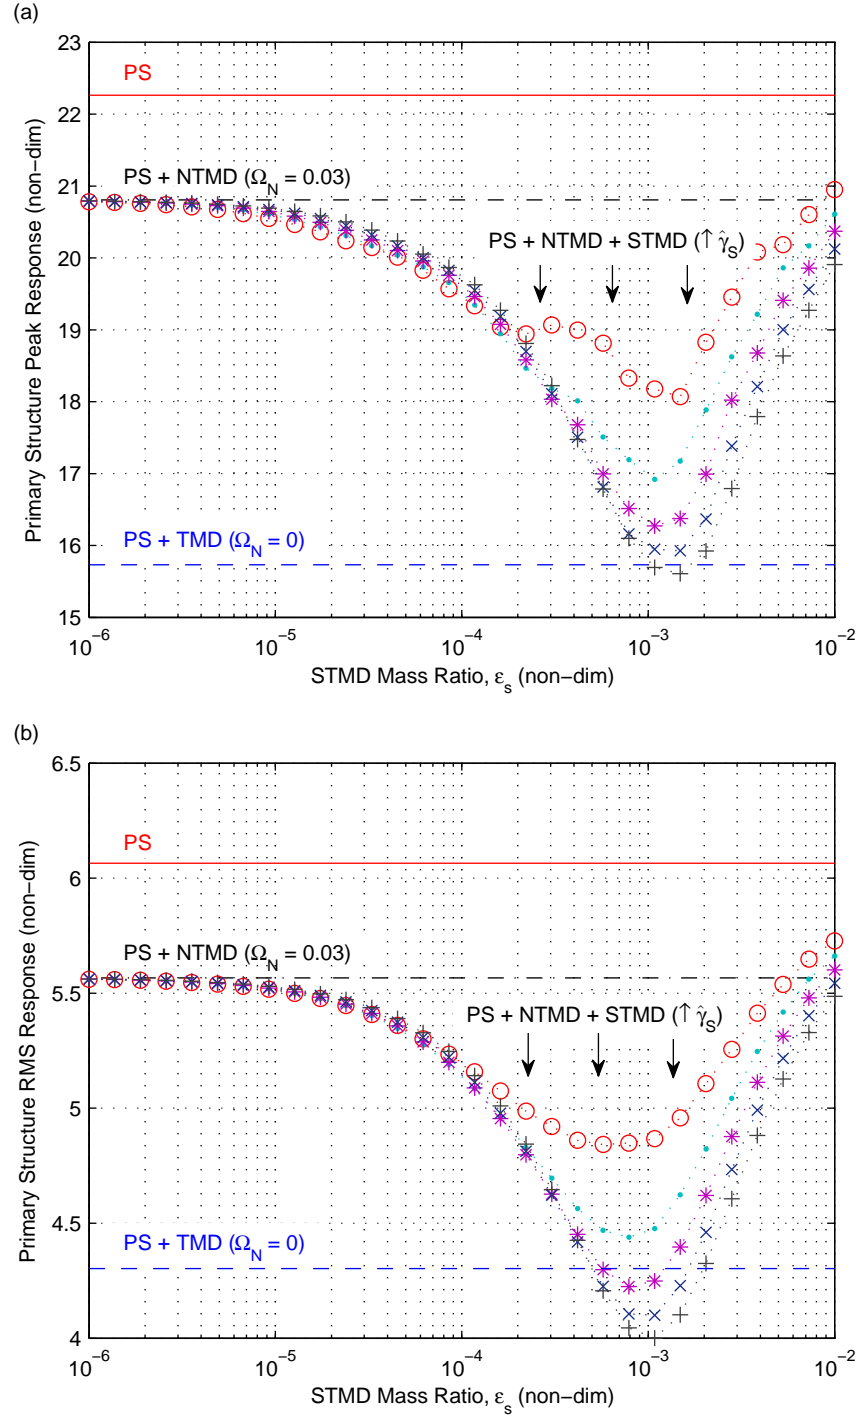 (a)
23
22
21
20
19
18
17
16
15
Primary Structure Peak Response (non−dim)
PS
PS + NTMD (Ω_N = 0.03)
PS + NTMD + STMD (↑ γ̂_S)
PS + TMD (Ω_N = 0)
10^−6 10^−5 10^−4 10^−3 10^−2
STMD Mass Ratio, ε_s (non−dim)
(b)
6.5
6
5.5
5
4.5
4
Primary Structure RMS Response (non−dim)
PS
PS + NTMD (Ω_N = 0.03)
PS + NTMD + STMD (↑ γ̂_S)
PS + TMD (Ω_N = 0)
10^−6 10^−5 10^−4 10^−3 10^−2
STMD Mass Ratio, ε_s (non−dim)